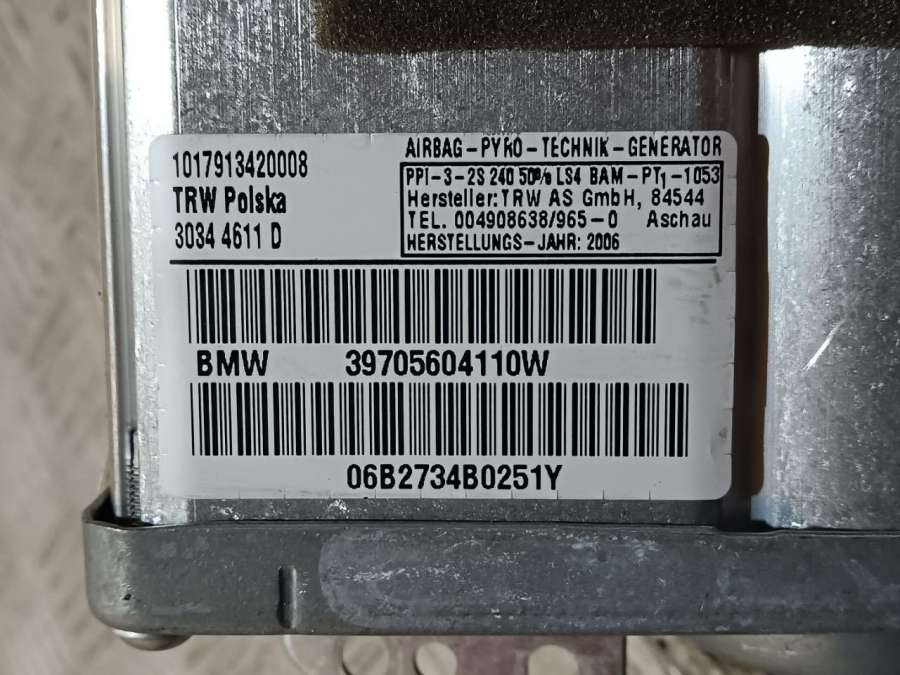 1017913420008
TRW Polska
3034 4611 D
AIRBAG-PYRO-TECHNIK-GENERATOR
PPI-3-2S 240 50% LS4 BAM-PT1-1053
Hersteller: TRW AS GmbH, 84544
TEL. 004908638/965-0 Aschau
HERSTELLUNGS-JAHR: 2006
BMW 39705604110W
06B2734B0251Y